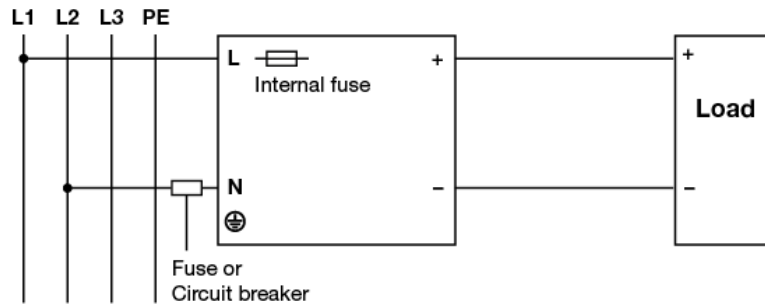 L1 L2 L3 PE
L + +
Internal fuse
Load
N − −
Fuse or
Circuit breaker